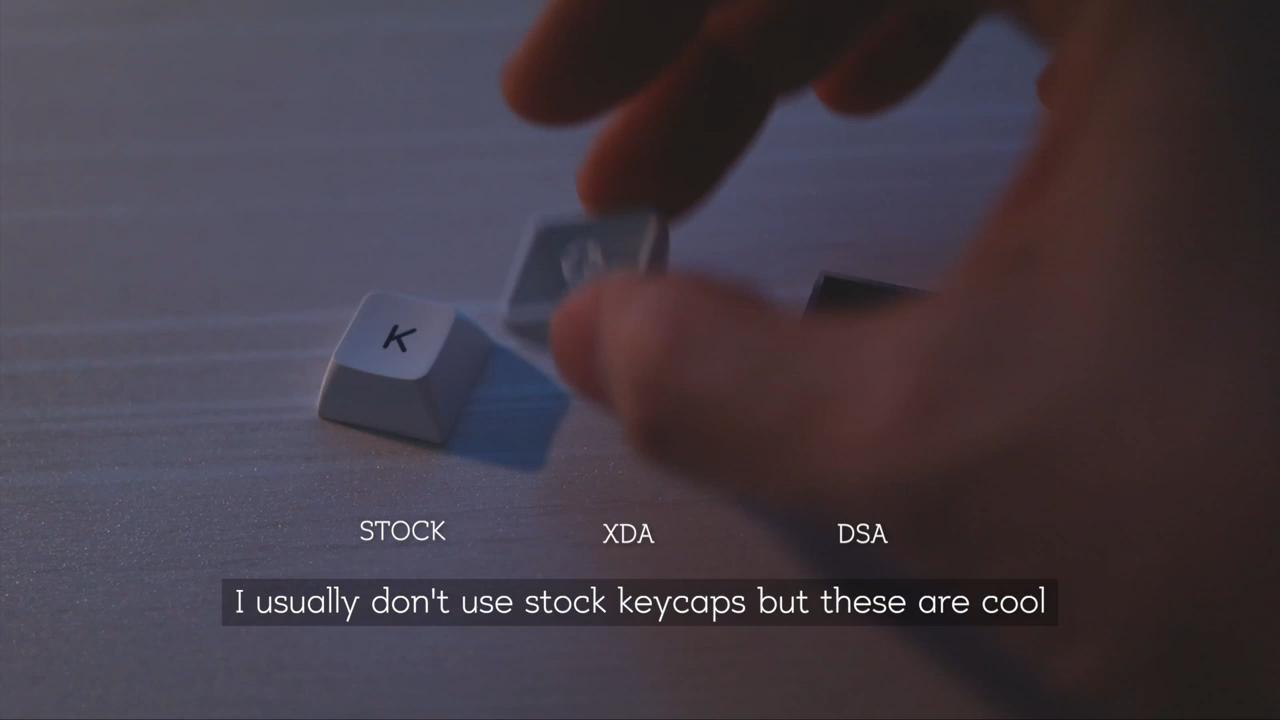 K
STOCK XDA DSA
I usually don't use stock keycaps but these are cool